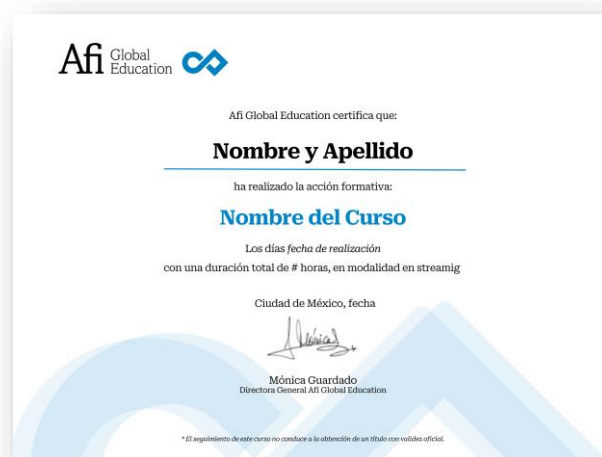 Afi Global
Education
Afi Global Education certifica que:
Nombre y Apellido
ha realizado la acción formativa:
Nombre del Curso
Los días fecha de realización
con una duración total de # horas, en modalidad en streamig
Ciudad de México, fecha
Mónica
Mónica Guardado
Directora General Afi Global Education
* El seguimiento de este curso no conduce a la obtención de un título con validez oficial.